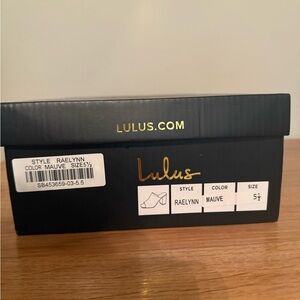 LULUS.COM
STYLE RAELYNN
COLOR MAUVE SIZE 5½
SB453659-03-5.5
Lulus
STYLE COLOR SIZE
RAELYNN MAUVE 5½